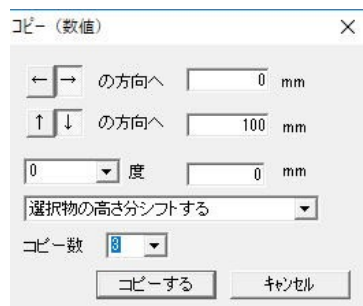 コピー（数値）
← → の方向へ 0 mm
↑ ↓ の方向へ 100 mm
0 度 0 mm
選択物の高さ分シフトする
コピー数 3
コピーする キャンセル